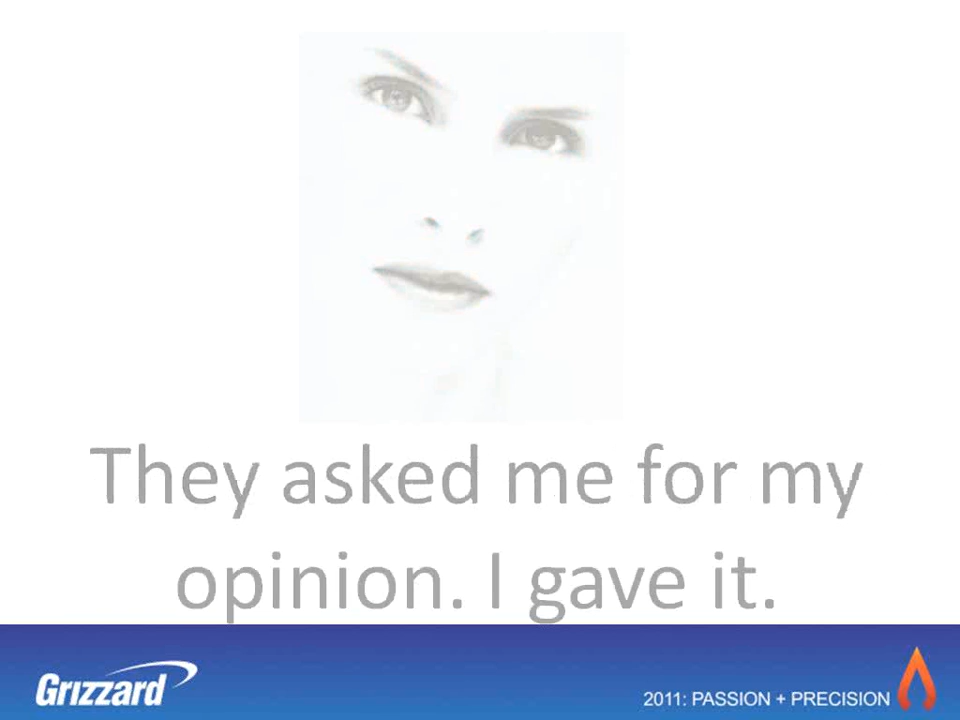 They asked me for my
opinion. I gave it.
Grizzard
2011: PASSION + PRECISION